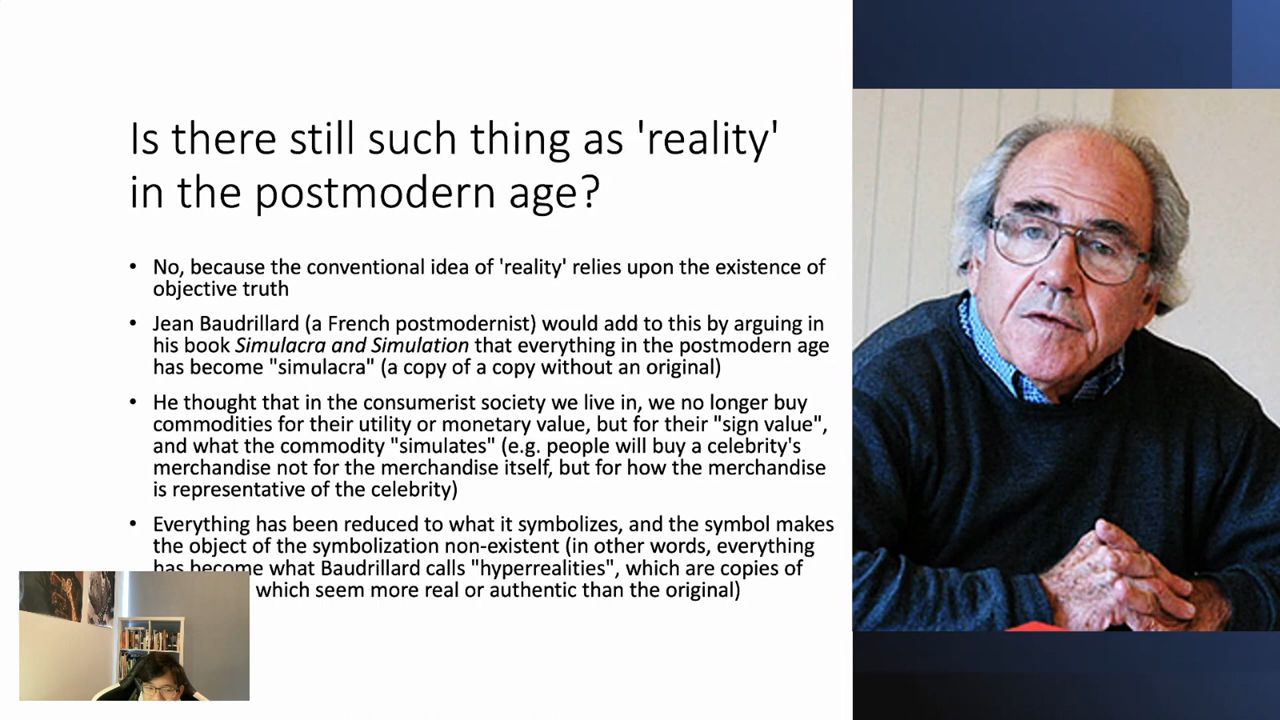 Is there still such thing as 'reality'
in the postmodern age?
• No, because the conventional idea of 'reality' relies upon the existence of
objective truth
• Jean Baudrillard (a French postmodernist) would add to this by arguing in
his book Simulacra and Simulation that everything in the postmodern age
has become "simulacra" (a copy of a copy without an original)
• He thought that in the consumerist society we live in, we no longer buy
commodities for their utility or monetary value, but for their "sign value",
and what the commodity "simulates" (e.g. people will buy a celebrity's
merchandise not for the merchandise itself, but for how the merchandise
is representative of the celebrity)
• Everything has been reduced to what it symbolizes, and the symbol makes
the object of the symbolization non-existent (in other words, everything
has become what Baudrillard calls "hyperrealities", which are copies of
which seem more real or authentic than the original)